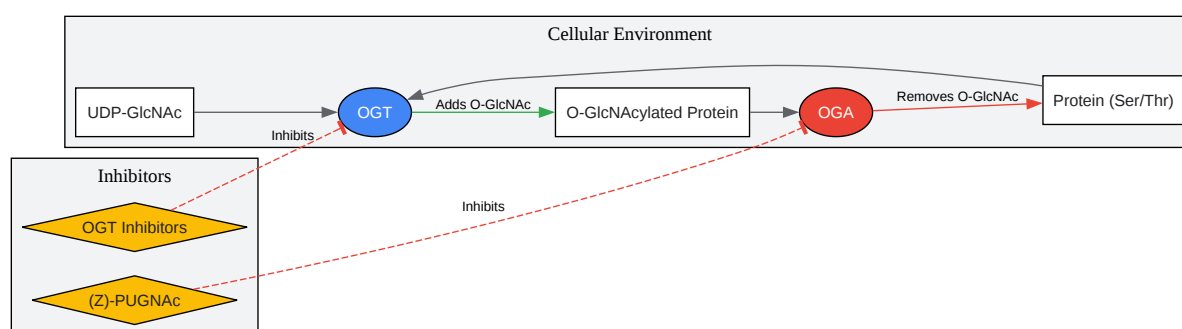 Cellular Environment
UDP-GlcNAc
OGT
Adds O-GlcNAc
O-GlcNAcylated Protein
OGA
Removes O-GlcNAc
Protein (Ser/Thr)
Inhibits
Inhibitors
OGT Inhibitors
Inhibits
(Z)-PUGNAc